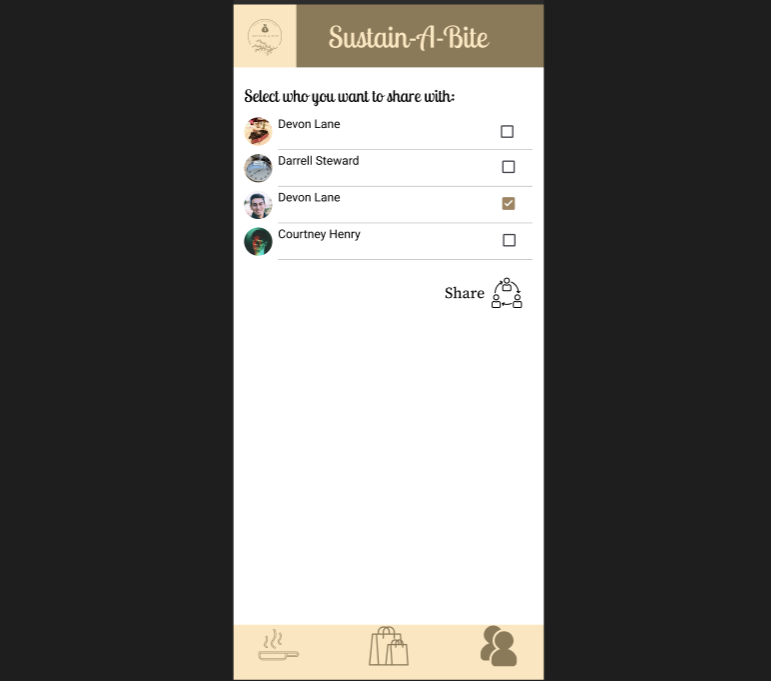 Sustain-A-Bite
Select who you want to share with:
Devon Lane
Darrell Steward
Devon Lane
Courtney Henry
Share